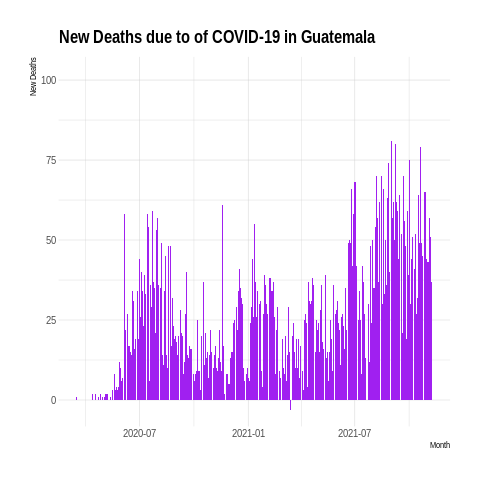 New Deaths due to of COVID-19 in Guatemala
New Deaths
100
75
50
25
0
2020-07
2021-01
2021-07
Month